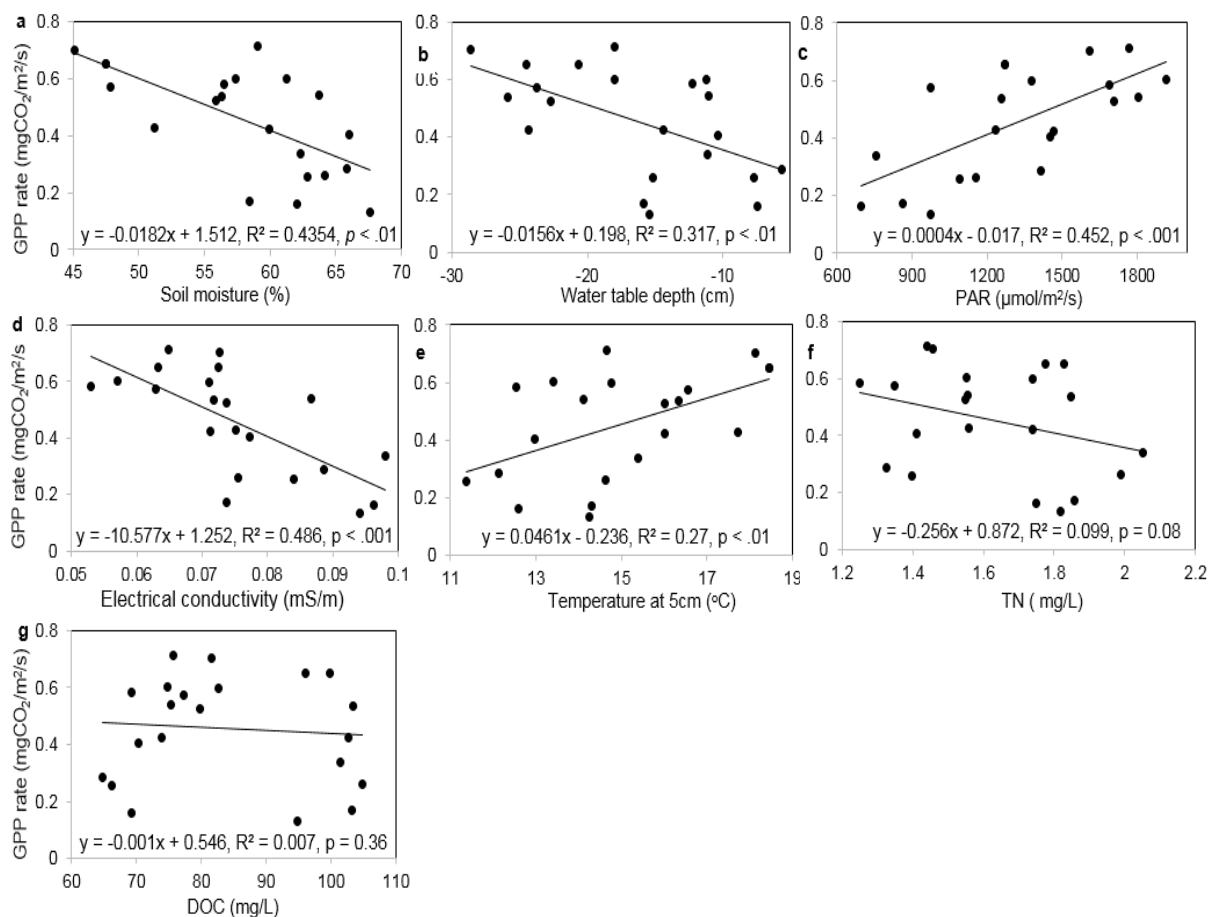 a
0.8
0.6
0.4
0.2
0
GPP rate (mgCO₂/m²/s)
y = -0.0182x + 1.512, R² = 0.4354, p < .01
45 50 55 60 65 70
Soil moisture (%)
b
0.8
0.6
0.4
0.2
0
y = -0.0156x + 0.198, R² = 0.317, p < .01
-30 -20 -10
Water table depth (cm)
c
0.8
0.6
0.4
0.2
0
y = 0.0004x - 0.017, R² = 0.452, p < .001
600 900 1200 1500 1800
PAR (µmol/m²/s)
d
0.8
0.6
0.4
0.2
0
GPP rate (mgCO₂/m²/s
y = -10.577x + 1.252, R² = 0.486, p < .001
0.05 0.06 0.07 0.08 0.09 0.1
Electrical conductivity (mS/m)
e
0.8
0.6
0.4
0.2
0
y = 0.0461x - 0.236, R² = 0.27, p < .01
11 13 15 17 19
Temperature at 5cm (ºC)
f
0.8
0.6
0.4
0.2
0
y = -0.256x + 0.872, R² = 0.099, p = 0.08
1.2 1.4 1.6 1.8 2 2.2
TN ( mg/L)
g
0.8
0.6
0.4
0.2
0
GPP rate (mgCO₂/m²/s)
y = -0.001x + 0.546, R² = 0.007, p = 0.36
60 70 80 90 100 110
DOC (mg/L)